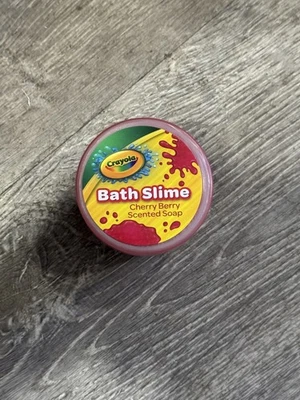 Crayola
Bath Slime
Cherry Berry
Scented Soap